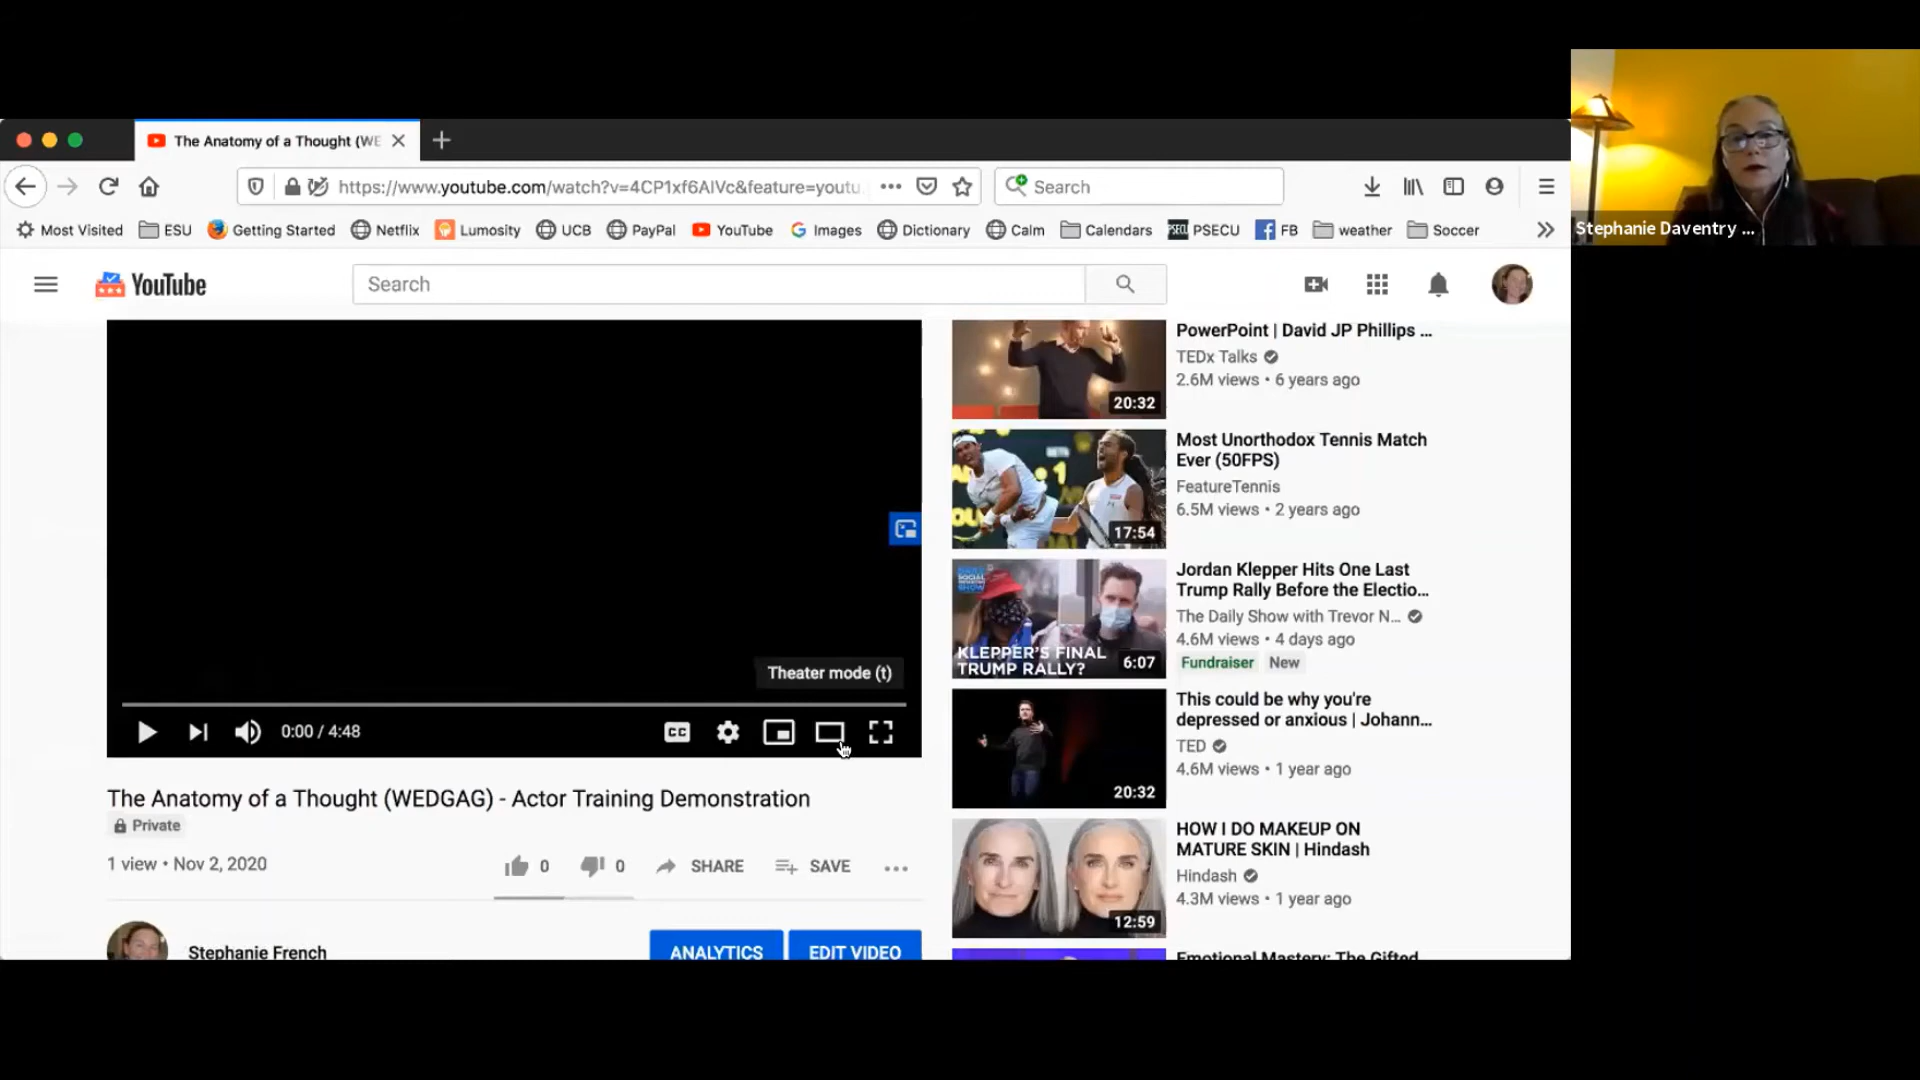 The Anatomy of a Thought (WE
https://www.youtube.com/watch?v=4CP1xf6AIVc&feature=youtu.
Search
Most Visited
ESU
Getting Started
Netflix
Lumosity
UCB
PayPal
YouTube
Images
Dictionary
Calm
Calendars
PSECU
PSECU
FB
weather
Soccer
Stephanie Daventry ...
YouTube
Search
Theater mode (t)
0:00 / 4:48
CC
The Anatomy of a Thought (WEDGAG) - Actor Training Demonstration
Private
1 view • Nov 2, 2020
0
0
SHARE
SAVE
Stephanie French
ANALYTICS
EDIT VIDEO
20:32
PowerPoint | David JP Phillips ...
TEDx Talks
2.6M views • 6 years ago
17:54
Most Unorthodox Tennis Match
Ever (50FPS)
FeatureTennis
6.5M views • 2 years ago
KLEPPER'S FINAL
TRUMP RALLY?
6:07
Jordan Klepper Hits One Last
Trump Rally Before the Electio...
The Daily Show with Trevor N...
4.6M views • 4 days ago
Fundraiser
New
20:32
This could be why you're
depressed or anxious | Johann...
TED
4.6M views • 1 year ago
12:59
HOW I DO MAKEUP ON
MATURE SKIN | Hindash
Hindash
4.3M views • 1 year ago
Emotional Mastery: The Gifted